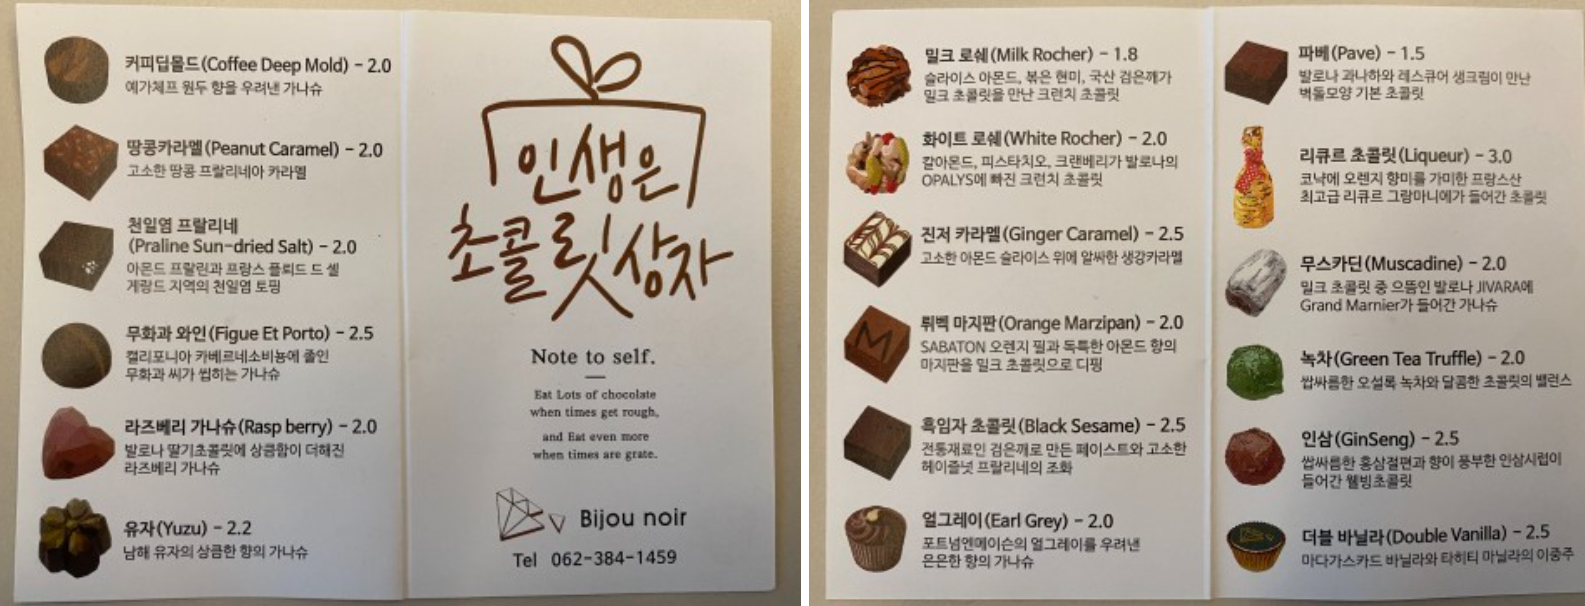 커피딥몰드(Coffee Deep Mold) - 2.0
예가체프 원두 향을 우려낸 가나슈
땅콩카라멜(Peanut Caramel) - 2.0
고소한 땅콩 프랄리네아 카라멜
천일염 프랄리네
(Praline Sun-dried Salt) - 2.0
아몬드 프랄린과 프랑스 플뢰드 드 셀
게랑드 지역의 천일염 토핑
무화과 와인(Figue Et Porto) - 2.5
캘리포니아 카베르네소비뇽에 졸인
무화과 씨가 씹히는 가나슈
라즈베리 가나슈(Rasp berry) - 2.0
발로나 딸기초콜릿에 상큼함이 더해진
라즈베리 가나슈
유자(Yuzu) - 2.2
남해 유자의 상큼한 향의 가나슈
인생은
초콜릿상자
Note to self.
Eat Lots of chocolate
when times get rough,
and Eat even more
when times are grate.
Bijou noir
Tel 062-384-1459
밀크 로쉐(Milk Rocher) - 1.8
슬라이스 아몬드, 볶은 현미, 국산 검은깨가
밀크 초콜릿을 만난 크런치 초콜릿
화이트 로쉐(White Rocher) - 2.0
칼아몬드, 피스타치오, 크랜베리가 발로나의
OPALYS에 빠진 크런치 초콜릿
진저 카라멜(Ginger Caramel) - 2.5
고소한 아몬드 슬라이스 위에 알싸한 생강카라멜
뤼벡 마지판(Orange Marzipan) - 2.0
SABATON 오렌지 필과 독특한 아몬드 향의
마지판을 밀크 초콜릿으로 디핑
흑임자 초콜릿(Black Sesame) - 2.5
전통재료인 검은깨로 만든 페이스트와 고소한
헤이즐넛 프랄리네의 조화
얼그레이(Earl Grey) - 2.0
포트넘엔메이슨의 얼그레이를 우려낸
은은한 향의 가나슈
파베(Pave) - 1.5
발로나 과나하와 레스큐어 생크림이 만난
벽돌모양 기본 초콜릿
리큐르 초콜릿(Liqueur) - 3.0
코냑에 오렌지 향미를 가미한 프랑스산
최고급 리큐르 그랑마니에가 들어간 초콜릿
무스카딘(Muscadine) - 2.0
밀크 초콜릿 중 으뜸인 발로나 JIVARA에
Grand Marnier가 들어간 가나슈
녹차(Green Tea Truffle) - 2.0
쌉싸름한 오설록 녹차와 달콤한 초콜릿의 밸런스
인삼(GinSeng) - 2.5
쌉싸름한 홍삼절편과 향이 풍부한 인삼시럽이
들어간 웰빙초콜릿
더블 바닐라(Double Vanilla) - 2.5
마다가스카드 바닐라와 타히티 마닐라의 이중주